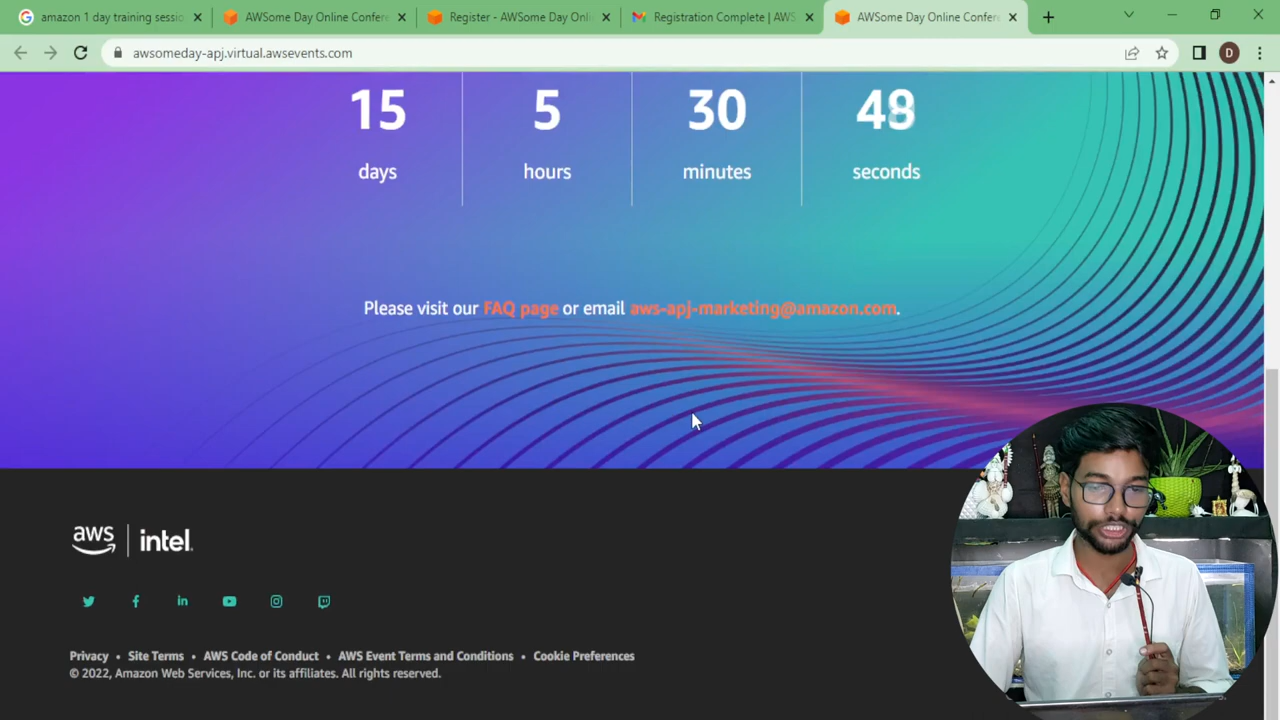 amazon 1 day training sessio
AWSome Day Online Confere
Register - AWSome Day Onli
Registration Complete | AWS
AWSome Day Online Confere
awsomeday-apj.virtual.awsevents.com
D
15 5 30 48
days hours minutes seconds
Please visit our FAQ page or email aws-apj-marketing@amazon.com.
aws | intel.
Privacy • Site Terms • AWS Code of Conduct • AWS Event Terms and Conditions • Cookie Preferences
© 2022, Amazon Web Services, Inc. or its affiliates. All rights reserved.